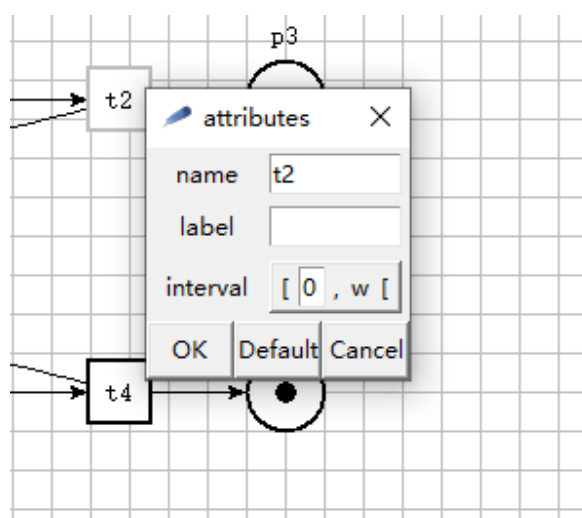 p3
t2
attributes
name t2
label
interval [ 0 , w [
OK Default Cancel
t4